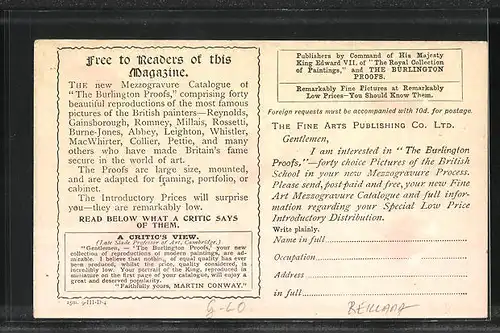 Free to Readers of this
Magazine.
THE new Mezzogravure Catalogue of
"The Burlington Proofs," comprising forty
beautiful reproductions of the most famous
pictures of the British painters—Reynolds,
Gainsborough, Romney, Millais, Rossetti,
Burne-Jones, Abbey, Leighton, Whistler,
MacWhirter, Collier, Pettie, and many
others who have made Britain's fame
secure in the world of art.
The Proofs are large size, mounted,
and are adapted for framing, portfolio, or
cabinet.
The Introductory Prices will surprise
you—they are remarkably low.
READ BELOW WHAT A CRITIC SAYS
OF THEM.
A CRITIC'S VIEW.
(Late Slade Professor of Art, Cambridge.)
"Gentlemen, — 'The Burlington Proofs,' your new
collection of reproductions of modern paintings, are ad-
mirable. I believe that nothing of equal quality has ever
been produced, whilst the price, quality considered, is
incredibly low. Your portrait of the King, reproduced in
miniature on the first page of your catalogue, will enjoy a
great and deserved popularity.
"Faithfully yours, MARTIN CONWAY."
Publishers by Command of His Majesty
King Edward VII. of "The Royal Collection
of Paintings," and THE BURLINGTON
PROOFS.
Remarkably Fine Pictures at Remarkably
Low Prices—You Should Know Them.
Foreign requests must be accompanied with 10d. for postage.
THE FINE ARTS PUBLISHING CO. LTD.
Gentlemen,
I am interested in "The Burlington
Proofs,"—forty choice Pictures of the British
School in your new Mezzogravure Process.
Please send, post paid and free, your new Fine
Art Mezzogravure Catalogue and full infor-
mation regarding your Special Low Price
Introductory Distribution.
Write plainly.
Name in full
Occupation
Address
in full